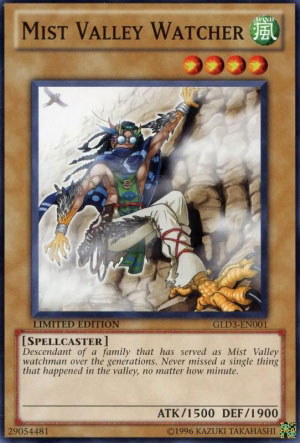 MIST VALLEY WATCHER
WIND
風
LIMITED EDITION
GLD3-EN001
[SPELLCASTER]
Descendant of a family that has served as Mist Valley
watchman over the generations. Never missed a single thing
that happened in the valley, no matter how minute.
ATK/1500 DEF/1900
29054481
©1996 KAZUKI TAKAHASHI